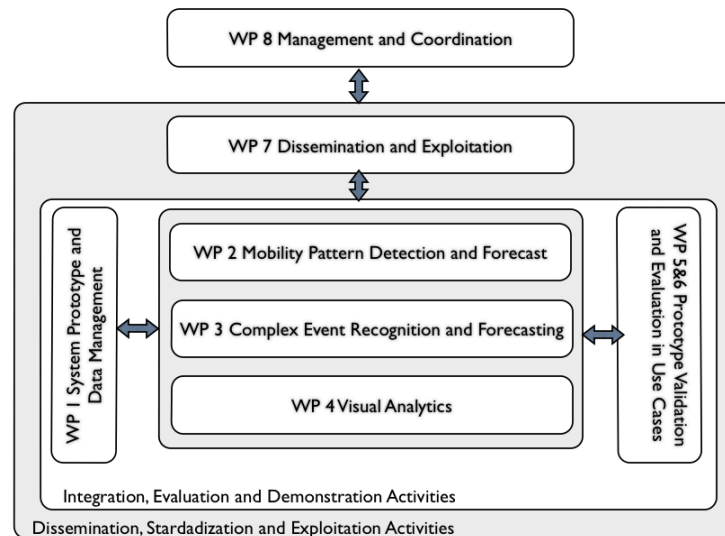 WP 8 Management and Coordination
WP 7 Dissemination and Exploitation
WP 1 System Prototype and
Data Management
WP 2 Mobility Pattern Detection and Forecast
WP 3 Complex Event Recognition and Forecasting
WP 4 Visual Analytics
WP 5&6 Prototype Validation
and Evaluation in Use
Cases
Integration, Evaluation and Demonstration Activities
Dissemination, Stardadization and Exploitation Activities